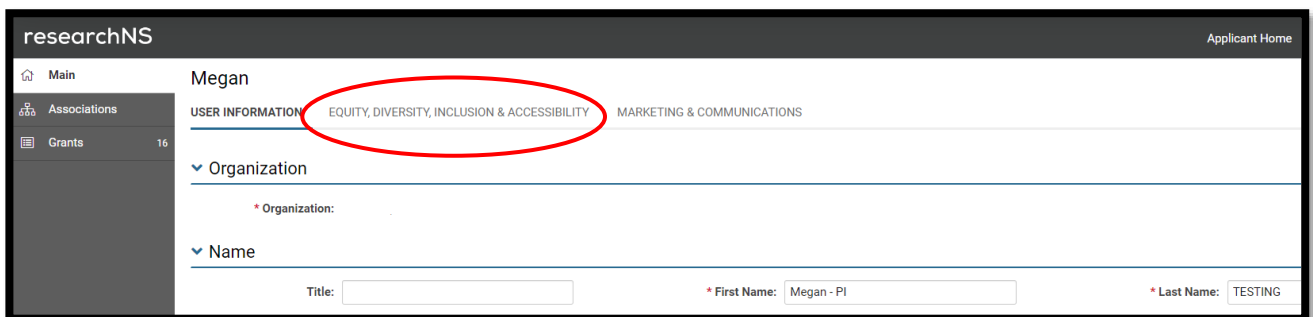 researchNS
Applicant Home
Main
Megan
Associations
USER INFORMATION EQUITY, DIVERSITY, INCLUSION & ACCESSIBILITY MARKETING & COMMUNICATIONS
Grants 16
Organization
* Organization:
Name
Title: * First Name: Megan - PI * Last Name: TESTING